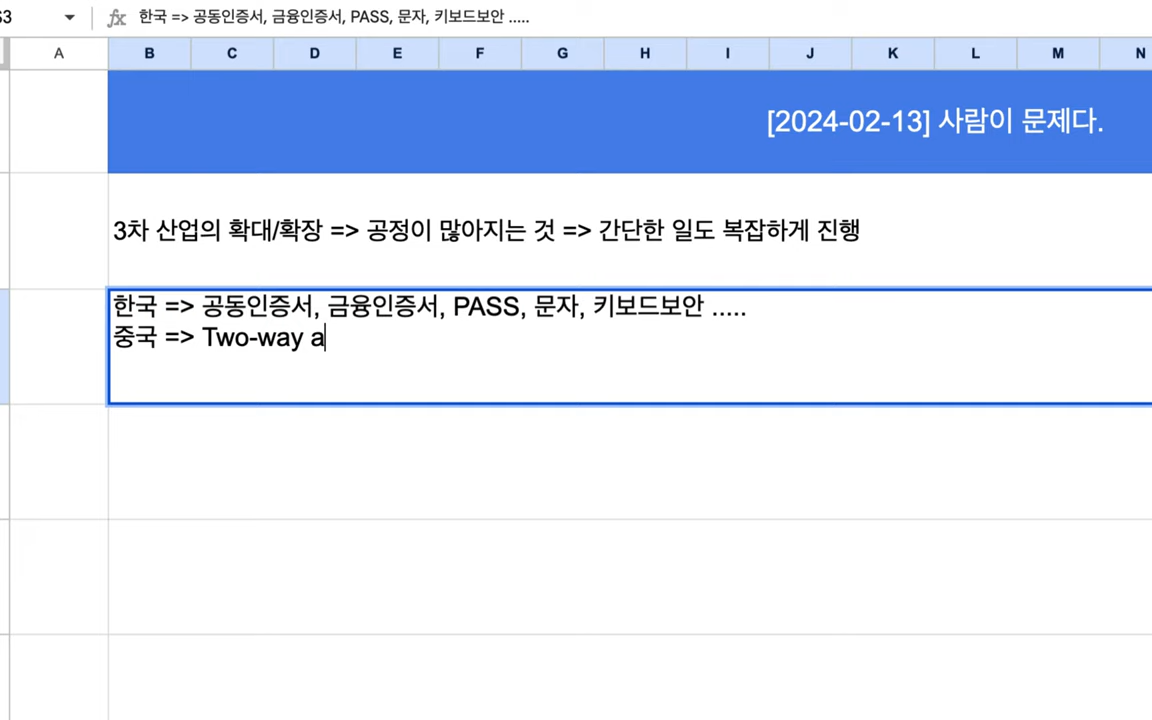 한국 => 공동인증서, 금융인증서, PASS, 문자, 키보드보안 .....
A B C D E F G H I J K L M N
[2024-02-13] 사람이 문제다.
3차 산업의 확대/확장 => 공정이 많아지는 것 => 간단한 일도 복잡하게 진행
한국 => 공동인증서, 금융인증서, PASS, 문자, 키보드보안 .....
중국 => Two-way a